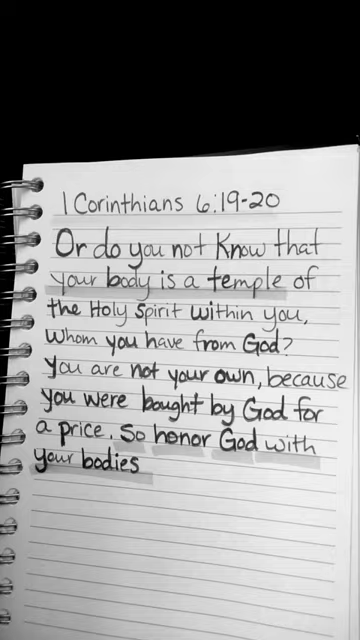 1 Corinthians 6:19-20
Or do you not know that
your body is a temple of
the Holy Spirit within you,
whom you have from God?
You are not your own, because
you were bought by God for
a price. So honor God with
your bodies